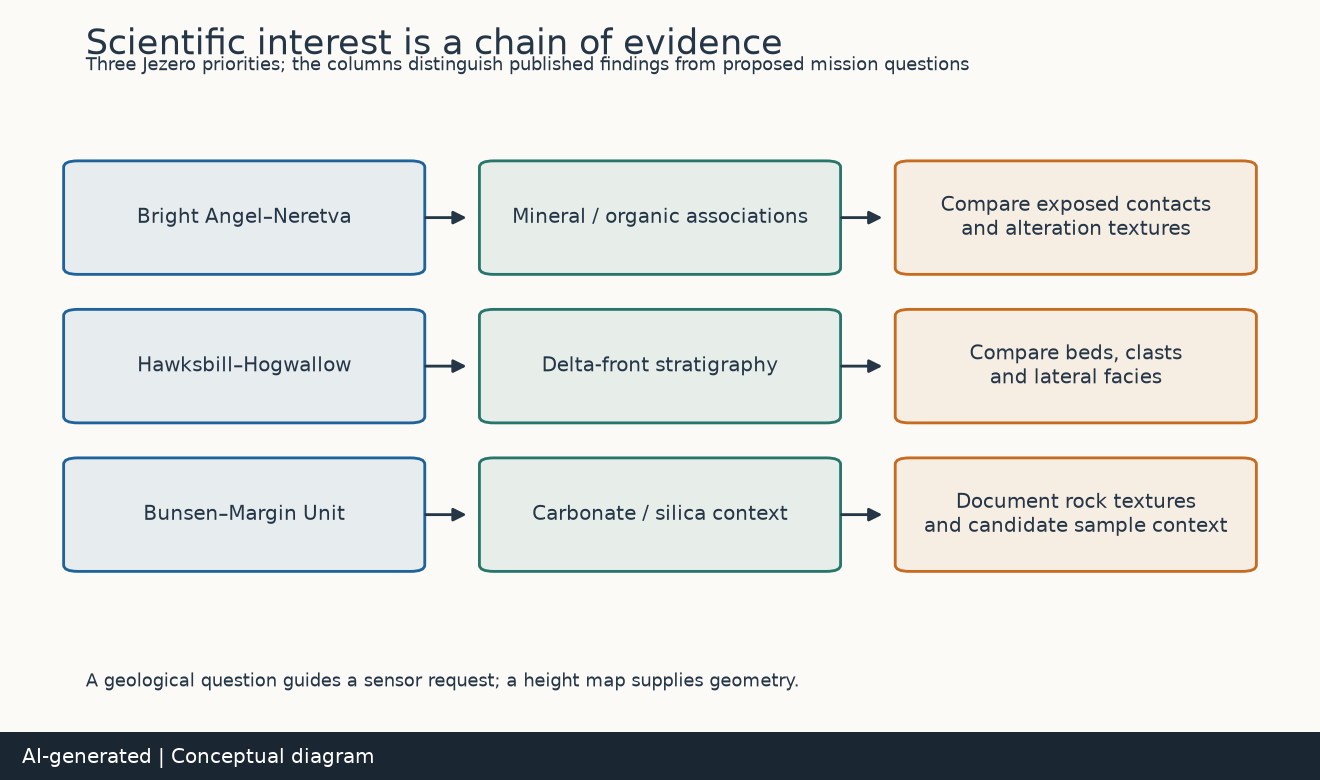 Scientific interest is a chain of evidence
Three Jezero priorities; the columns distinguish published findings from proposed mission questions
Bright Angel–Neretva
Mineral / organic associations
Compare exposed contacts
and alteration textures
Hawksbill–Hogwallow
Delta-front stratigraphy
Compare beds, clasts
and lateral facies
Bunsen–Margin Unit
Carbonate / silica context
Document rock textures
and candidate sample context
A geological question guides a sensor request; a height map supplies geometry.
AI-generated | Conceptual diagram